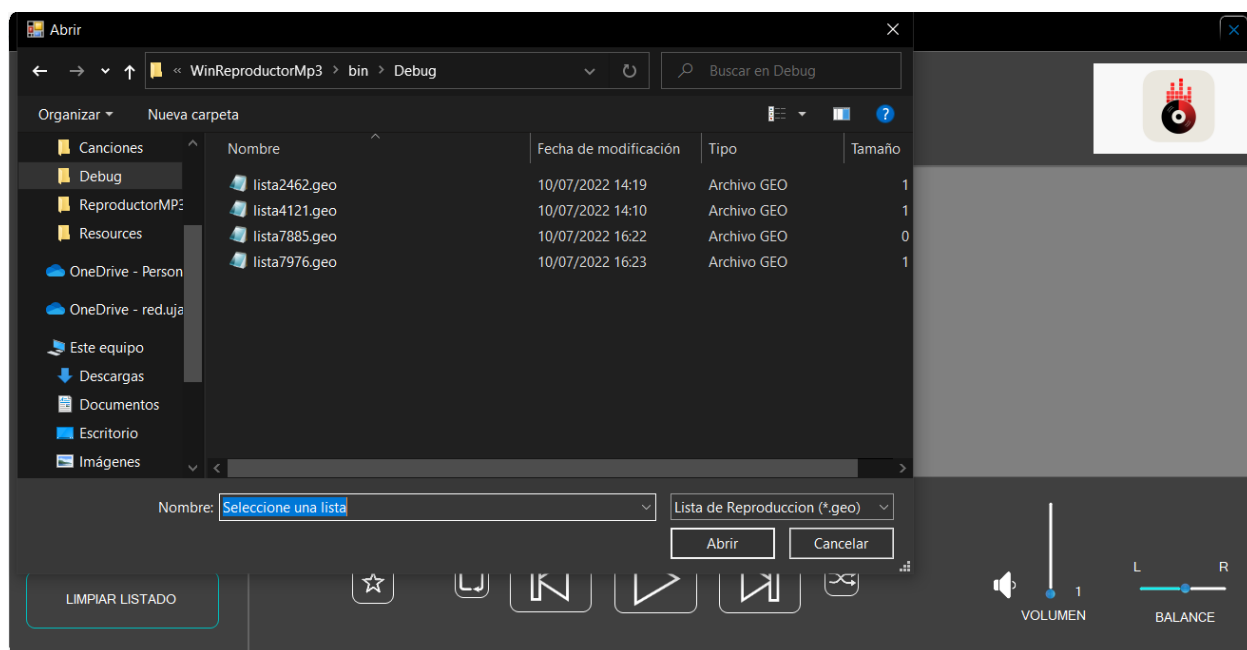 Abrir
« WinReproductorMp3 > bin > Debug
Buscar en Debug
Organizar
Nueva carpeta
?
Canciones
Debug
ReproductorMP3
Resources
OneDrive - Person
OneDrive - red.uja
Este equipo
Descargas
Documentos
Escritorio
Imágenes
Nombre Fecha de modificación Tipo Tamaño
lista2462.geo 10/07/2022 14:19 Archivo GEO 1
lista4121.geo 10/07/2022 14:10 Archivo GEO 1
lista7885.geo 10/07/2022 16:22 Archivo GEO 0
lista7976.geo 10/07/2022 16:23 Archivo GEO 1
Nombre: Seleccione una lista Lista de Reproduccion (*.geo)
Abrir Cancelar
LIMPIAR LISTADO
1
VOLUMEN
L R
BALANCE